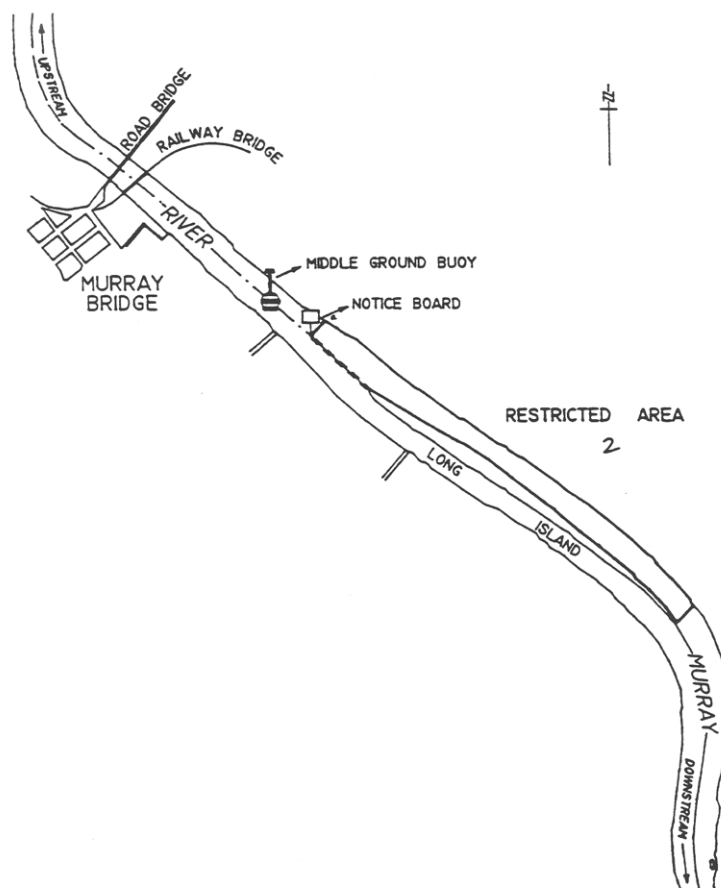 UPSTREAM
ROAD BRIDGE
RAILWAY BRIDGE
N
RIVER
MURRAY
BRIDGE
MIDDLE GROUND BUOY
NOTICE BOARD
RESTRICTED AREA
2
LONG
ISLAND
MURRAY
DOWNSTREAM